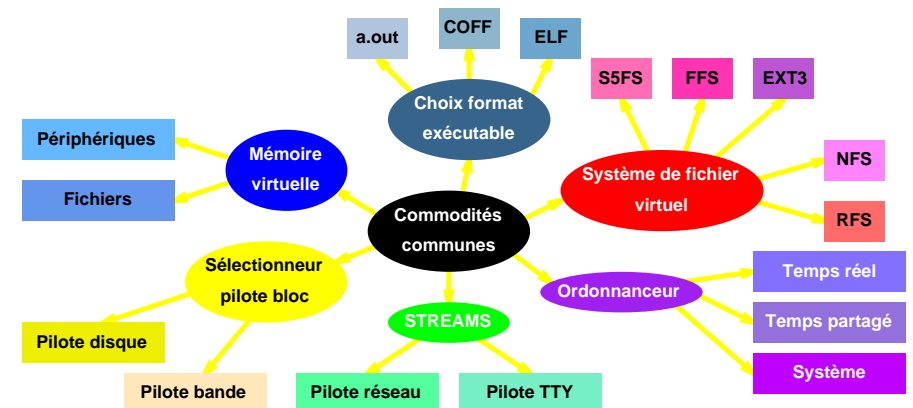 a.out
COFF
ELF
Choix format
exécutable
S5FS
FFS
EXT3
Périphériques
Fichiers
Mémoire
virtuelle
Système de fichier
virtuel
NFS
RFS
Commodités
communes
Sélectionneur
pilote bloc
Pilote disque
Pilote bande
STREAMS
Pilote réseau
Pilote TTY
Ordonnanceur
Temps réel
Temps partagé
Système